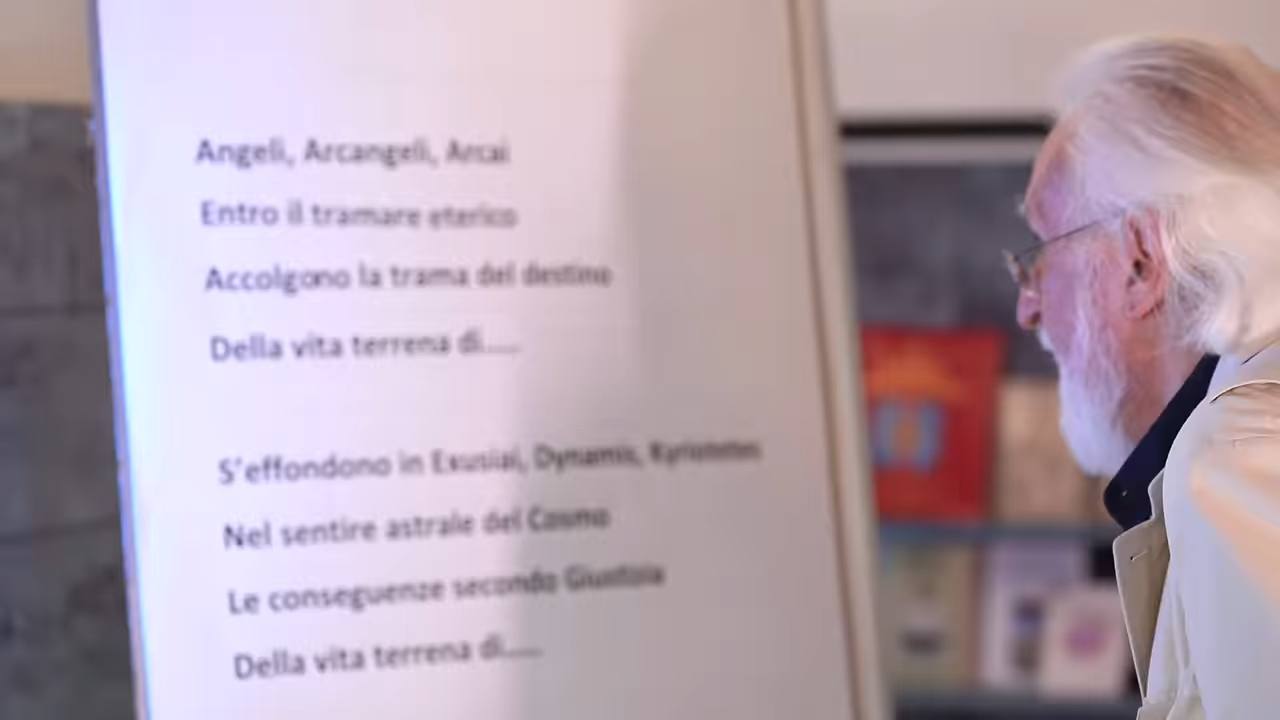 Angeli, Arcangeli, Arcai
Entro il tramare eterico
Accolgono la trama del destino
Della vita terrena di.....
S'effondono in Exusiai, Dynamis, Kyriotetes
Nel sentire astrale del Cosmo
Le conseguenze secondo Giustizia
Della vita terrena di.....